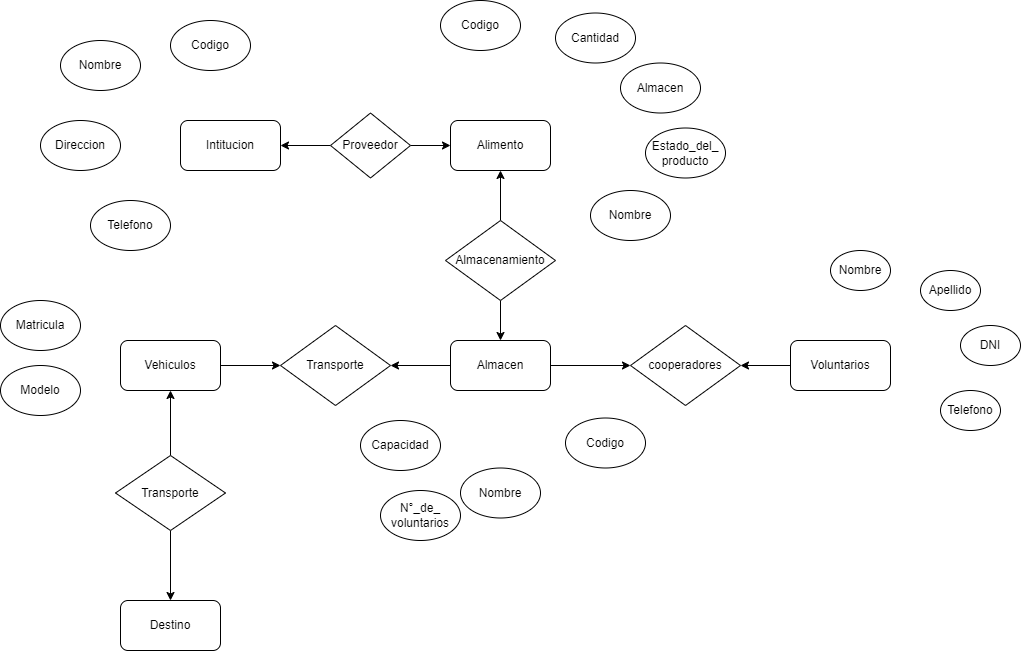 Codigo
Cantidad
Codigo
Nombre
Almacen
Direccion
Intitucion
Proveedor
Alimento
Estado_del_
producto
Telefono
Nombre
Almacenamiento
Nombre
Apellido
Matricula
DNI
Vehiculos
Transporte
Almacen
cooperadores
Voluntarios
Modelo
Telefono
Capacidad
Codigo
Transporte
Nombre
N°_de_
voluntarios
Destino